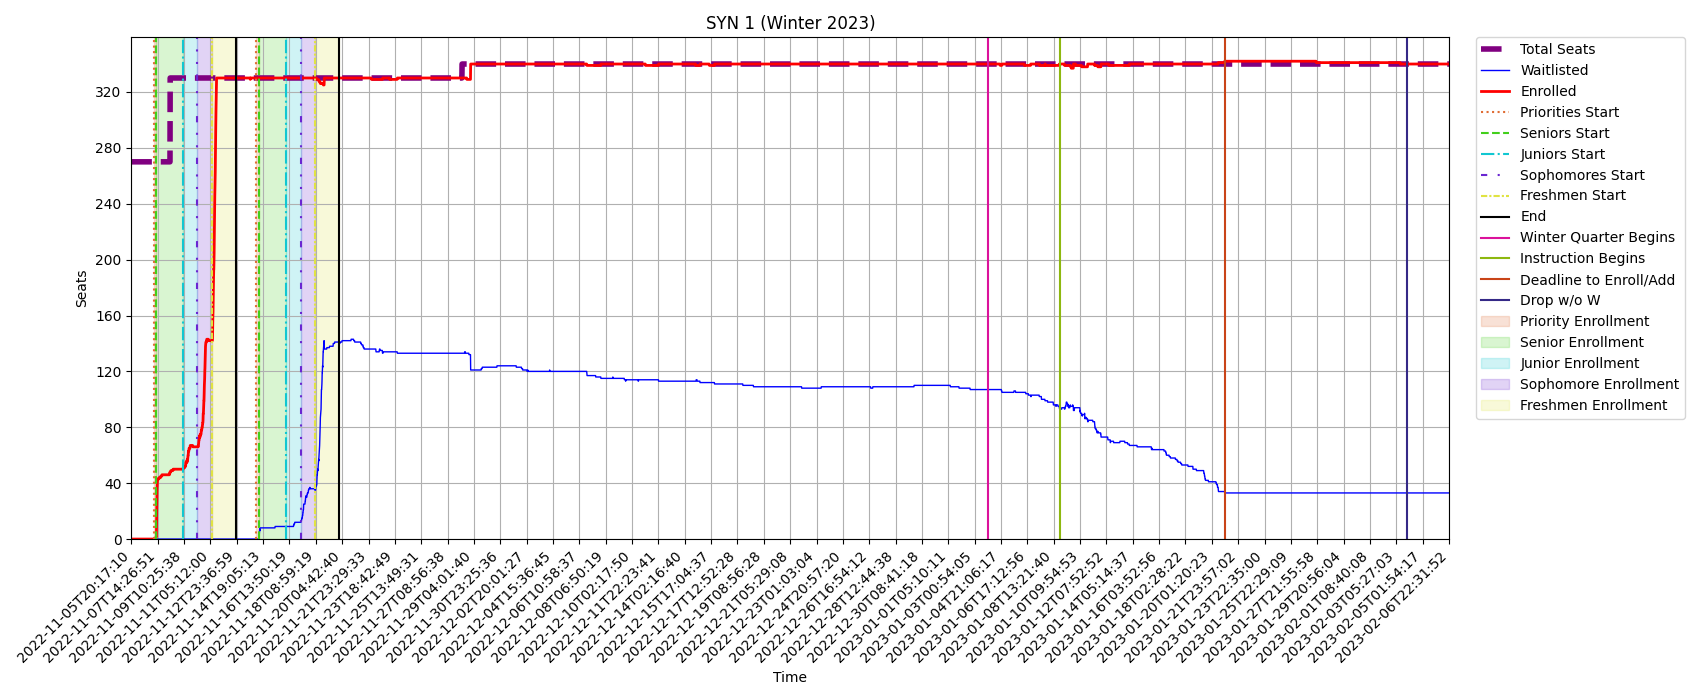 SYN 1 (Winter 2023)
Seats
320
280
240
200
160
120
80
40
0
2022-11-05T20:17:10
2022-11-07T14:26:51
2022-11-09T10:25:38
2022-11-11T05:12:00
2022-11-12T23:36:59
2022-11-14T19:05:13
2022-11-16T13:50:19
2022-11-18T08:59:19
2022-11-20T04:42:40
2022-11-21T23:29:33
2022-11-23T18:42:49
2022-11-25T13:49:31
2022-11-27T08:56:38
2022-11-29T04:01:40
2022-11-30T23:25:36
2022-12-02T20:01:27
2022-12-04T15:36:45
2022-12-06T10:58:37
2022-12-08T06:50:19
2022-12-10T02:17:50
2022-12-11T22:23:41
2022-12-14T02:16:40
2022-12-15T17:04:37
2022-12-17T12:52:28
2022-12-19T08:56:28
2022-12-21T05:29:08
2022-12-23T01:03:04
2022-12-24T20:57:20
2022-12-26T16:54:12
2022-12-28T12:44:38
2022-12-30T08:41:18
2023-01-01T05:10:11
2023-01-03T00:54:05
2023-01-04T21:06:17
2023-01-06T17:12:56
2023-01-08T13:21:40
2023-01-10T09:54:53
2023-01-12T07:52:52
2023-01-14T05:14:37
2023-01-16T03:52:56
2023-01-18T02:28:22
2023-01-20T01:20:23
2023-01-21T23:57:02
2023-01-23T22:35:00
2023-01-25T22:29:09
2023-01-27T21:55:58
2023-01-29T20:56:04
2023-02-01T08:40:08
2023-02-03T05:27:03
2023-02-05T01:54:17
2023-02-06T22:31:52
Time
Total Seats
Waitlisted
Enrolled
Priorities Start
Seniors Start
Juniors Start
Sophomores Start
Freshmen Start
End
Winter Quarter Begins
Instruction Begins
Deadline to Enroll/Add
Drop w/o W
Priority Enrollment
Senior Enrollment
Junior Enrollment
Sophomore Enrollment
Freshmen Enrollment